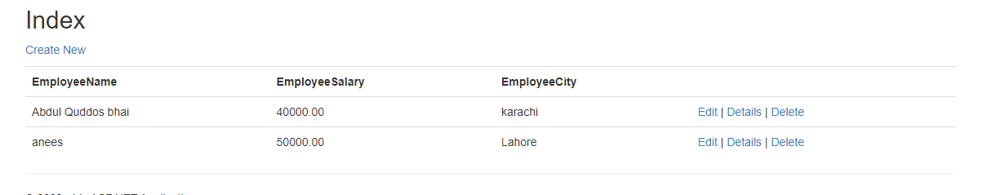 Index
Create New
EmployeeName EmployeeSalary EmployeeCity
Abdul Quddos bhai 40000.00 karachi Edit | Details | Delete
anees 50000.00 Lahore Edit | Details | Delete